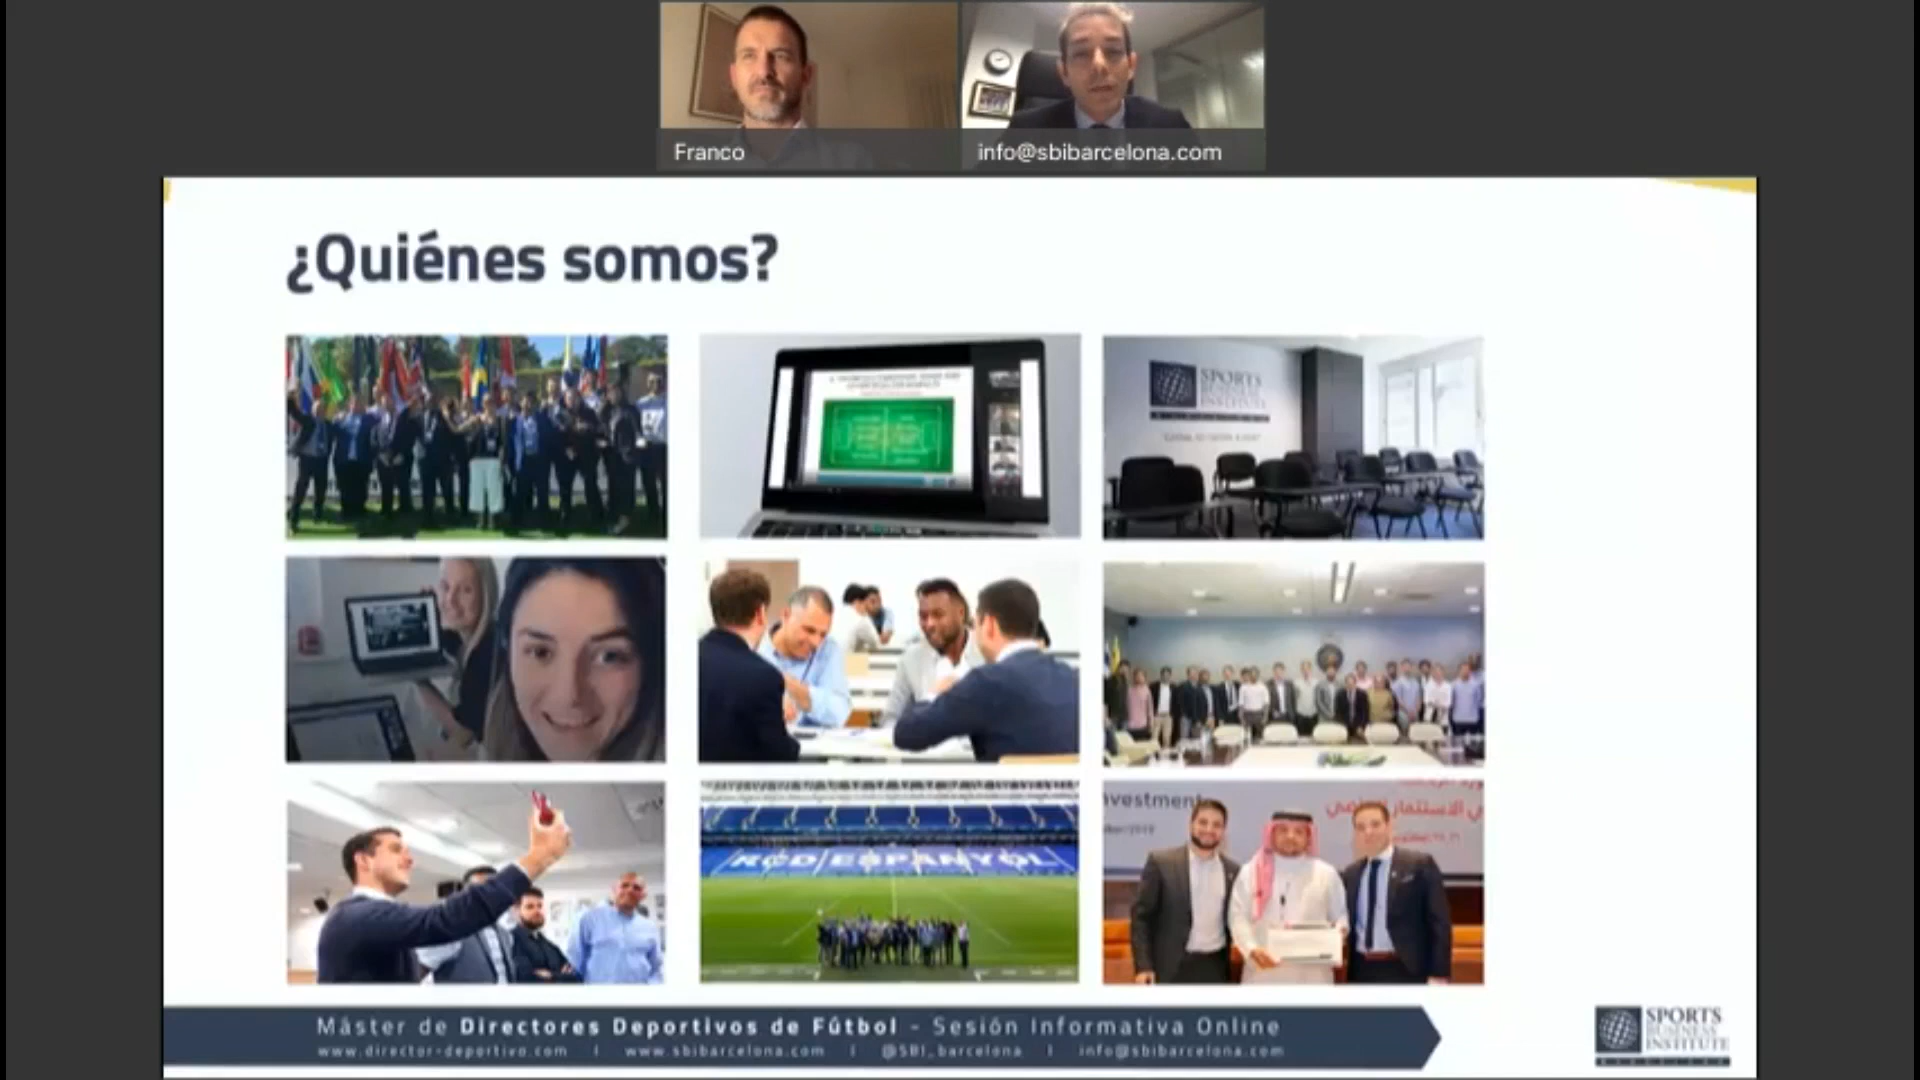 Franco
info@sbibarcelona.com
¿Quiénes somos?
SPORTS
BUSINESS
INSTITUTE
RCD ESPANYOL
Máster de Directores Deportivos de Fútbol - Sesión Informativa Online
www.director-deportivo.com | www.sbibarcelona.com | @SBI_barcelona | info@sbibarcelona.com
SPORTS
BUSINESS
INSTITUTE